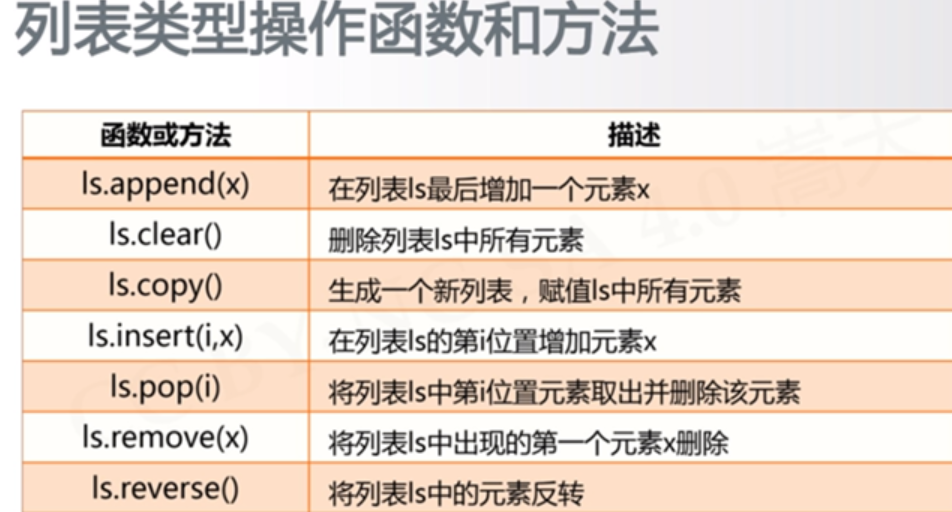 列表类型操作函数和方法
函数或方法 描述
ls.append(x) 在列表ls最后增加一个元素x
ls.clear() 删除列表ls中所有元素
ls.copy() 生成一个新列表，赋值ls中所有元素
ls.insert(i,x) 在列表ls的第i位置增加元素x
ls.pop(i) 将列表ls中第i位置元素取出并删除该元素
ls.remove(x) 将列表ls中出现的第一个元素x删除
ls.reverse() 将列表ls中的元素反转